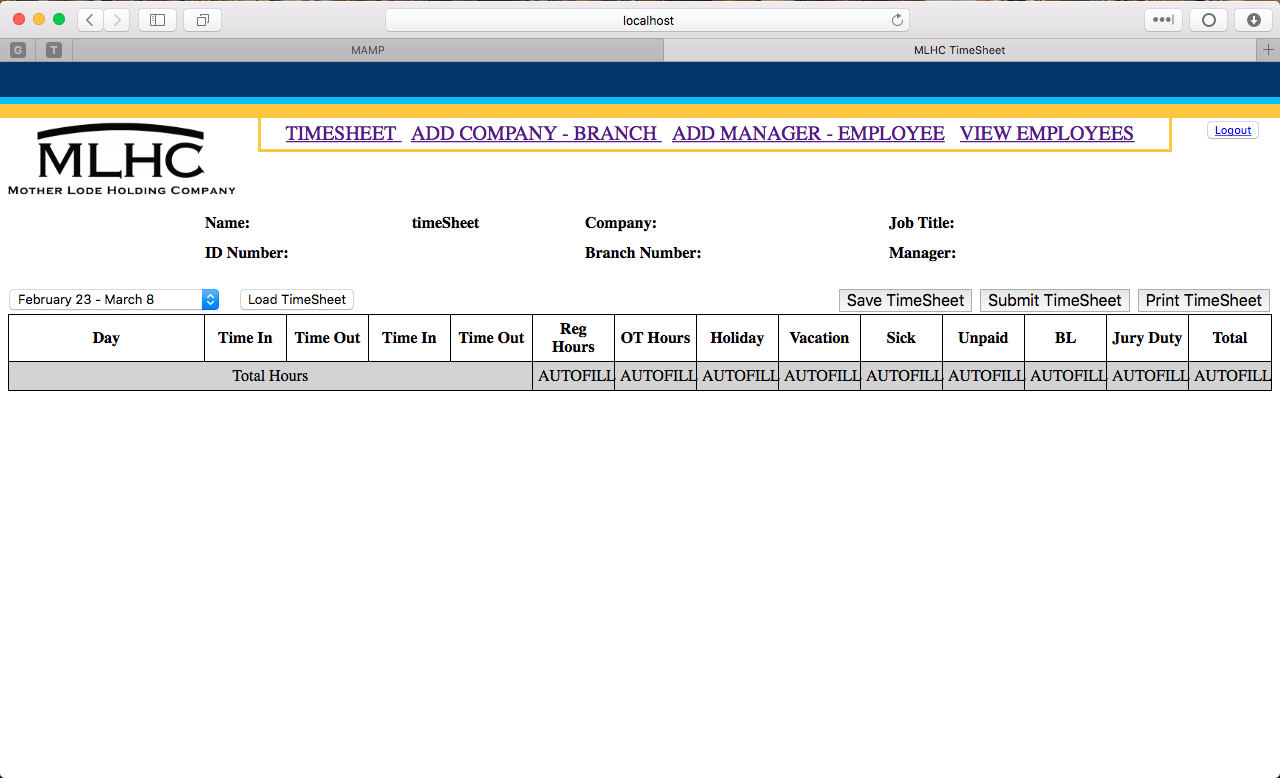 localhost
G T MAMP MLHC TimeSheet
MLHC
MOTHER LODE HOLDING COMPANY
TIMESHEET ADD COMPANY - BRANCH ADD MANAGER - EMPLOYEE VIEW EMPLOYEES
Logout
Name: timeSheet Company: Job Title:
ID Number: Branch Number: Manager:
February 23 - March 8 Load TimeSheet Save TimeSheet Submit TimeSheet Print TimeSheet
Day Time In Time Out Time In Time Out Reg Hours OT Hours Holiday Vacation Sick Unpaid BL Jury Duty Total
Total Hours AUTOFILL AUTOFILL AUTOFILL AUTOFILL AUTOFILL AUTOFILL AUTOFILL AUTOFILL AUTOFILL